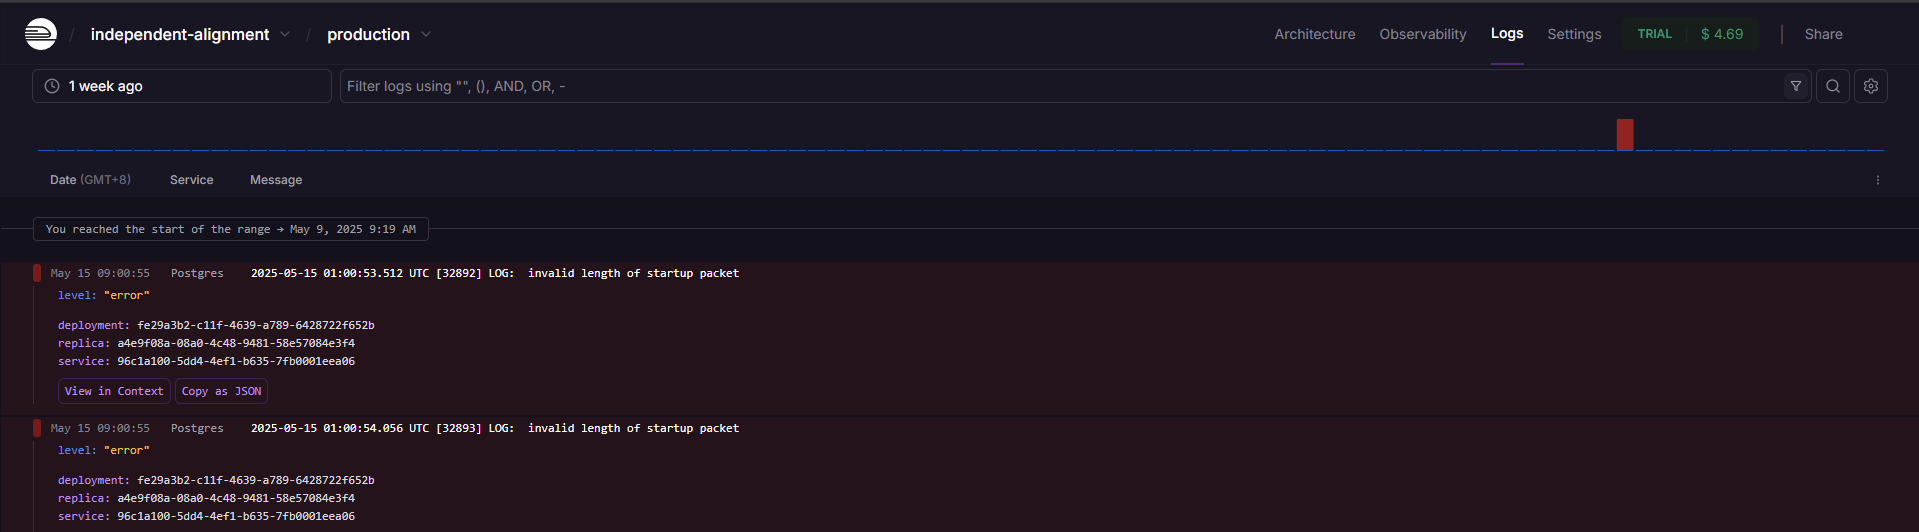 / independent-alignment / production Architecture Observability Logs Settings TRIAL $ 4.69 Share
1 week ago Filter logs using "", (), AND, OR, -
Date (GMT+8) Service Message
You reached the start of the range → May 9, 2025 9:19 AM
May 15 09:00:55 Postgres 2025-05-15 01:00:53.512 UTC [32892] LOG: invalid length of startup packet
level: "error"
deployment: fe29a3b2-c11f-4639-a789-6428722f652b
replica: a4e9f08a-08a0-4c48-9481-58e57084e3f4
service: 96c1a100-5dd4-4ef1-b635-7fb0001eea06
View in Context Copy as JSON
May 15 09:00:55 Postgres 2025-05-15 01:00:54.056 UTC [32893] LOG: invalid length of startup packet
level: "error"
deployment: fe29a3b2-c11f-4639-a789-6428722f652b
replica: a4e9f08a-08a0-4c48-9481-58e57084e3f4
service: 96c1a100-5dd4-4ef1-b635-7fb0001eea06